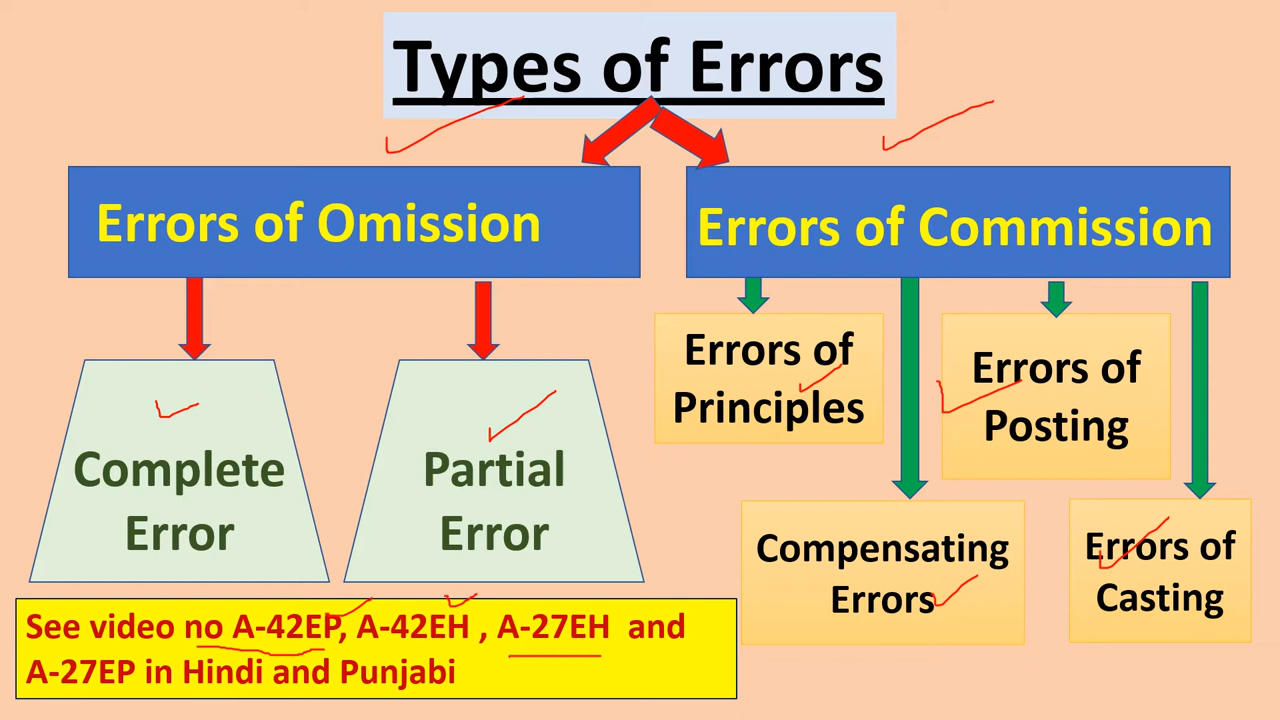 Types of Errors
Errors of Omission
Errors of Commission
Complete
Error
Partial
Error
Errors of
Principles
Errors of
Posting
Compensating
Errors
Errors of
Casting
See video no A-42EP, A-42EH , A-27EH and
A-27EP in Hindi and Punjabi